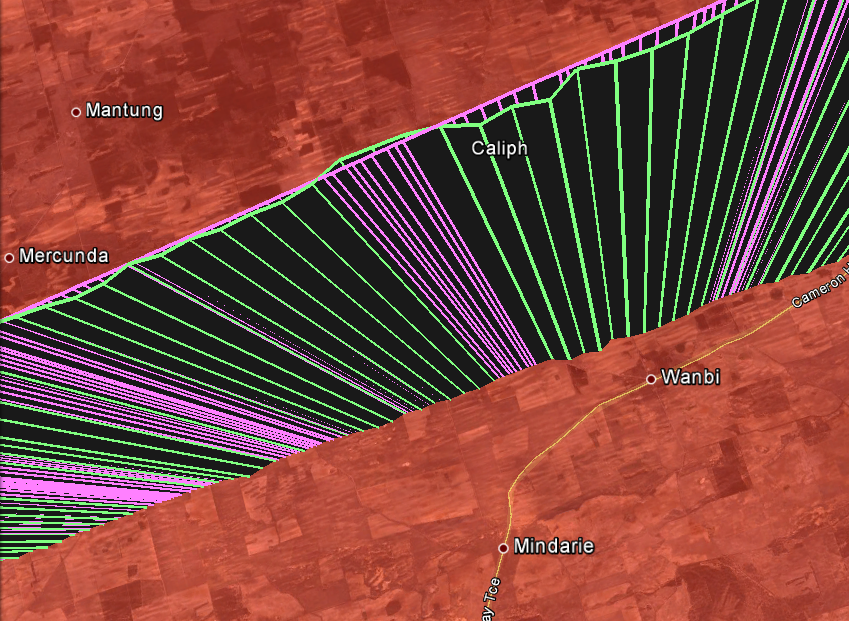 Mantung
Caliph
Mercunda
Cameron H
Wanbi
Mindarie
ay Tce